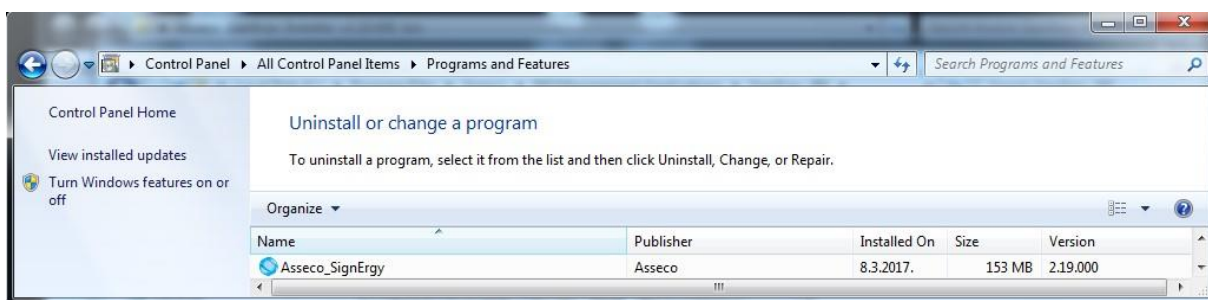 Control Panel ▸ All Control Panel Items ▸ Programs and Features
Search Programs and Features
Control Panel Home
View installed updates
Turn Windows features on or
off
Uninstall or change a program
To uninstall a program, select it from the list and then click Uninstall, Change, or Repair.
Organize
Name Publisher Installed On Size Version
Asseco_SignErgy Asseco 8.3.2017. 153 MB 2.19.000